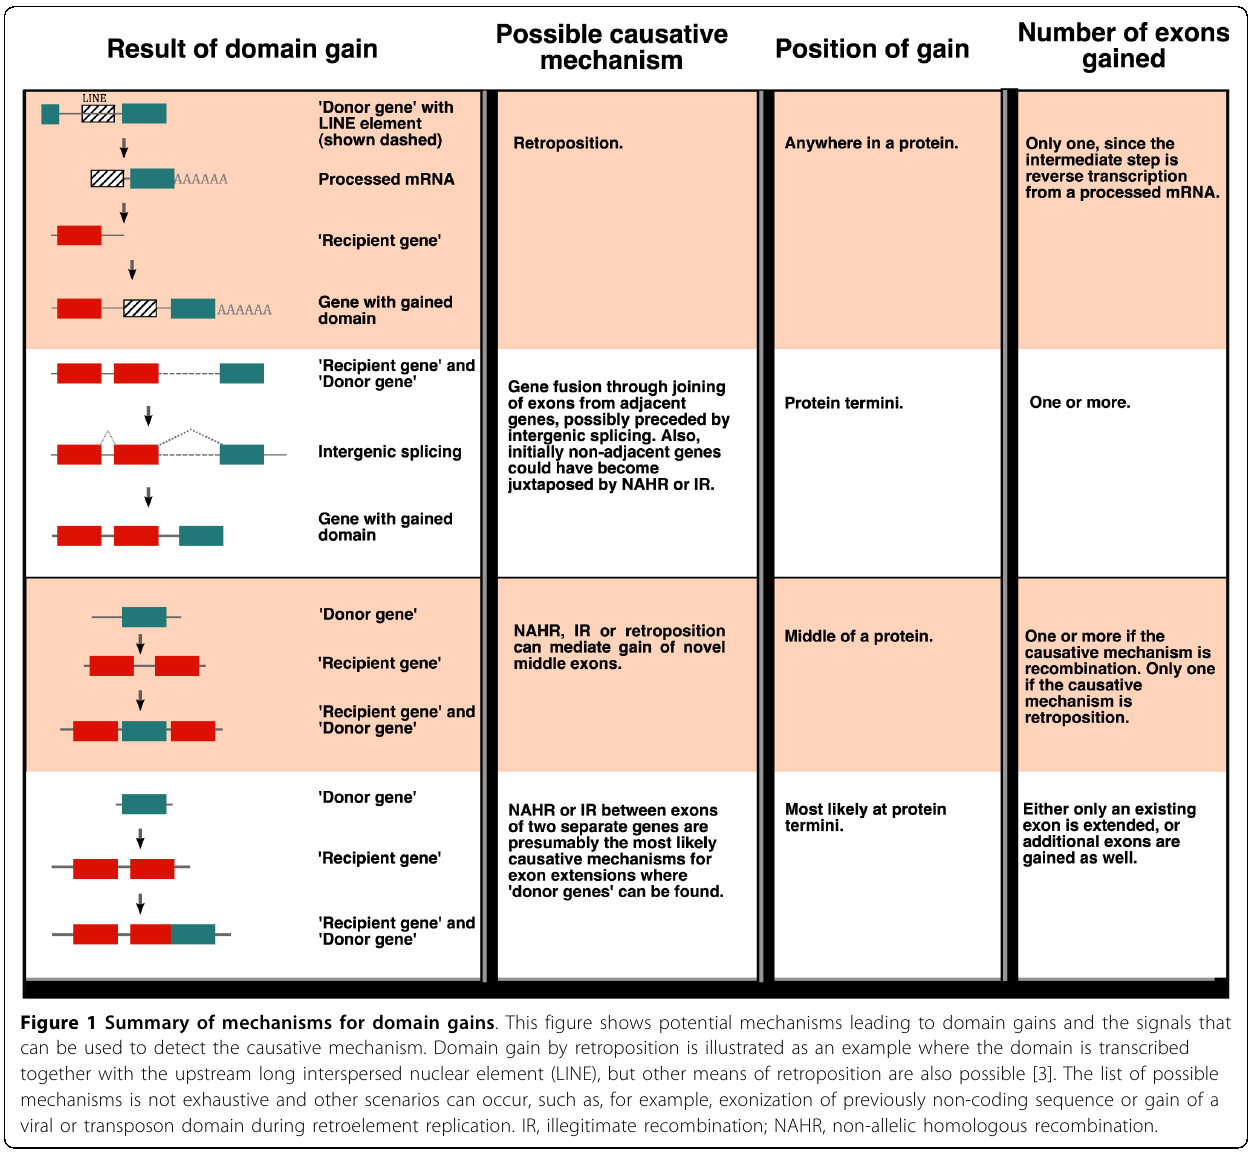 Result of domain gain
Possible causative
mechanism
Position of gain
Number of exons
gained
LINE
'Donor gene' with
LINE element
(shown dashed)
AAAAAA
Processed mRNA
'Recipient gene'
AAAAAA
Gene with gained
domain
Retroposition.
Anywhere in a protein.
Only one, since the
intermediate step is
reverse transcription
from a processed mRNA.
'Recipient gene' and
'Donor gene'
Intergenic splicing
Gene with gained
domain
Gene fusion through joining
of exons from adjacent
genes, possibly preceded by
intergenic splicing. Also,
initially non-adjacent genes
could have become
juxtaposed by NAHR or IR.
Protein termini.
One or more.
'Donor gene'
'Recipient gene'
'Recipient gene' and
'Donor gene'
NAHR, IR or retroposition
can mediate gain of novel
middle exons.
Middle of a protein.
One or more if the
causative mechanism is
recombination. Only one
if the causative
mechanism is
retroposition.
'Donor gene'
'Recipient gene'
'Recipient gene' and
'Donor gene'
NAHR or IR between exons
of two separate genes are
presumably the most likely
causative mechanisms for
exon extensions where
'donor genes' can be found.
Most likely at protein
termini.
Either only an existing
exon is extended, or
additional exons are
gained as well.
Figure 1 Summary of mechanisms for domain gains. This figure shows potential mechanisms leading to domain gains and the signals that
can be used to detect the causative mechanism. Domain gain by retroposition is illustrated as an example where the domain is transcribed
together with the upstream long interspersed nuclear element (LINE), but other means of retroposition are also possible [3]. The list of possible
mechanisms is not exhaustive and other scenarios can occur, such as, for example, exonization of previously non-coding sequence or gain of a
viral or transposon domain during retroelement replication. IR, illegitimate recombination; NAHR, non-allelic homologous recombination.